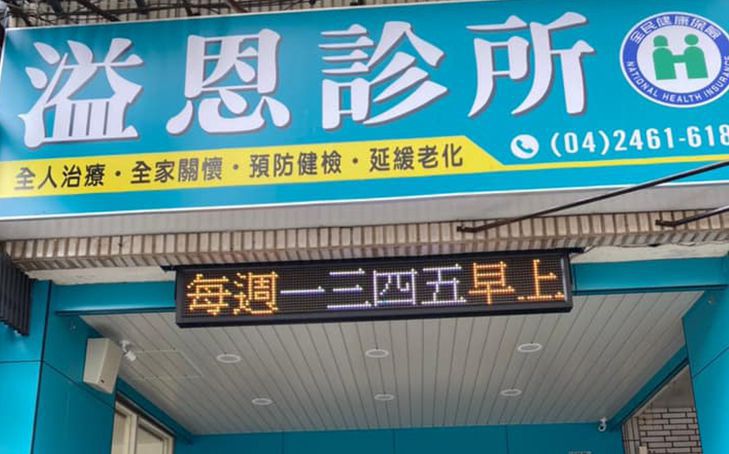 溢恩診所
全民健康保險
NATIONAL HEALTH INSURANCE
(04)2461-618
全人治療・全家關懷・預防健檢・延緩老化
每週一三四五早上